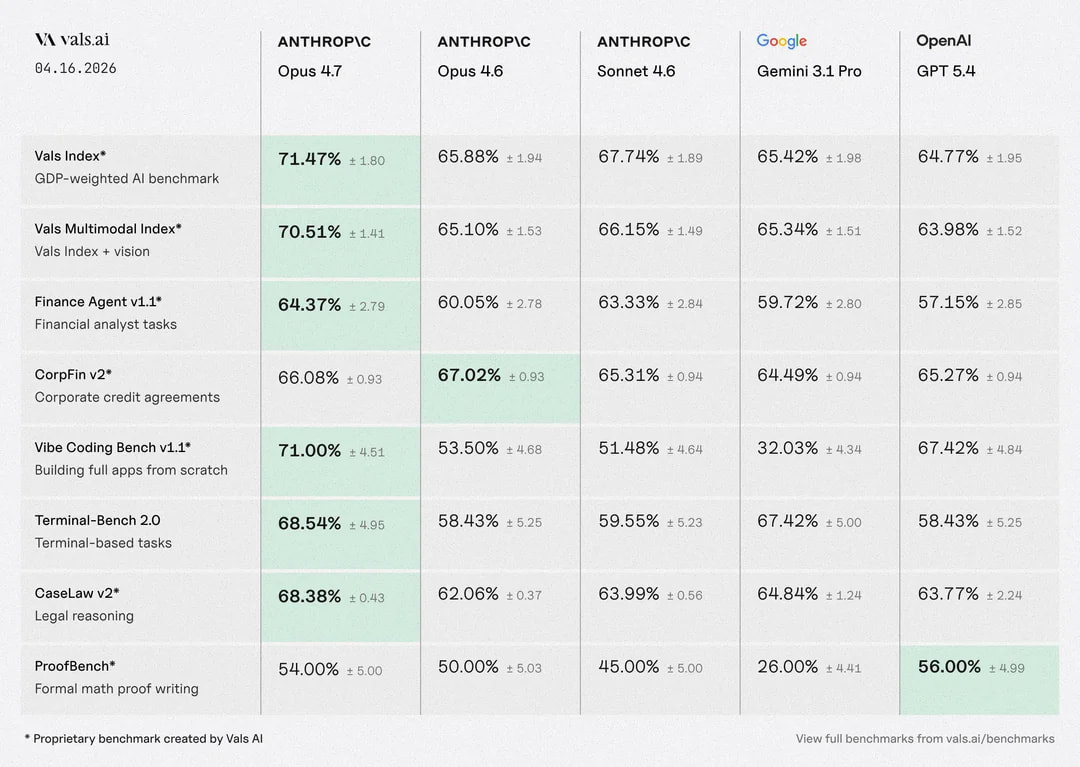 VA vals.ai
04.16.2026
ANTHROP\C
Opus 4.7
ANTHROP\C
Opus 4.6
ANTHROP\C
Sonnet 4.6
Google
Gemini 3.1 Pro
OpenAI
GPT 5.4
Vals Index*
GDP-weighted AI benchmark
71.47% ± 1.80
65.88% ± 1.94
67.74% ± 1.89
65.42% ± 1.98
64.77% ± 1.95
Vals Multimodal Index*
Vals Index + vision
70.51% ± 1.41
65.10% ± 1.53
66.15% ± 1.49
65.34% ± 1.51
63.98% ± 1.52
Finance Agent v1.1*
Financial analyst tasks
64.37% ± 2.79
60.05% ± 2.78
63.33% ± 2.84
59.72% ± 2.80
57.15% ± 2.85
CorpFin v2*
Corporate credit agreements
66.08% ± 0.93
67.02% ± 0.93
65.31% ± 0.94
64.49% ± 0.94
65.27% ± 0.94
Vibe Coding Bench v1.1*
Building full apps from scratch
71.00% ± 4.51
53.50% ± 4.68
51.48% ± 4.64
32.03% ± 4.34
67.42% ± 4.84
Terminal-Bench 2.0
Terminal-based tasks
68.54% ± 4.95
58.43% ± 5.25
59.55% ± 5.23
67.42% ± 5.00
58.43% ± 5.25
CaseLaw v2*
Legal reasoning
68.38% ± 0.43
62.06% ± 0.37
63.99% ± 0.56
64.84% ± 1.24
63.77% ± 2.24
ProofBench*
Formal math proof writing
54.00% ± 5.00
50.00% ± 5.03
45.00% ± 5.00
26.00% ± 4.41
56.00% ± 4.99
* Proprietary benchmark created by Vals AI
View full benchmarks from vals.ai/benchmarks